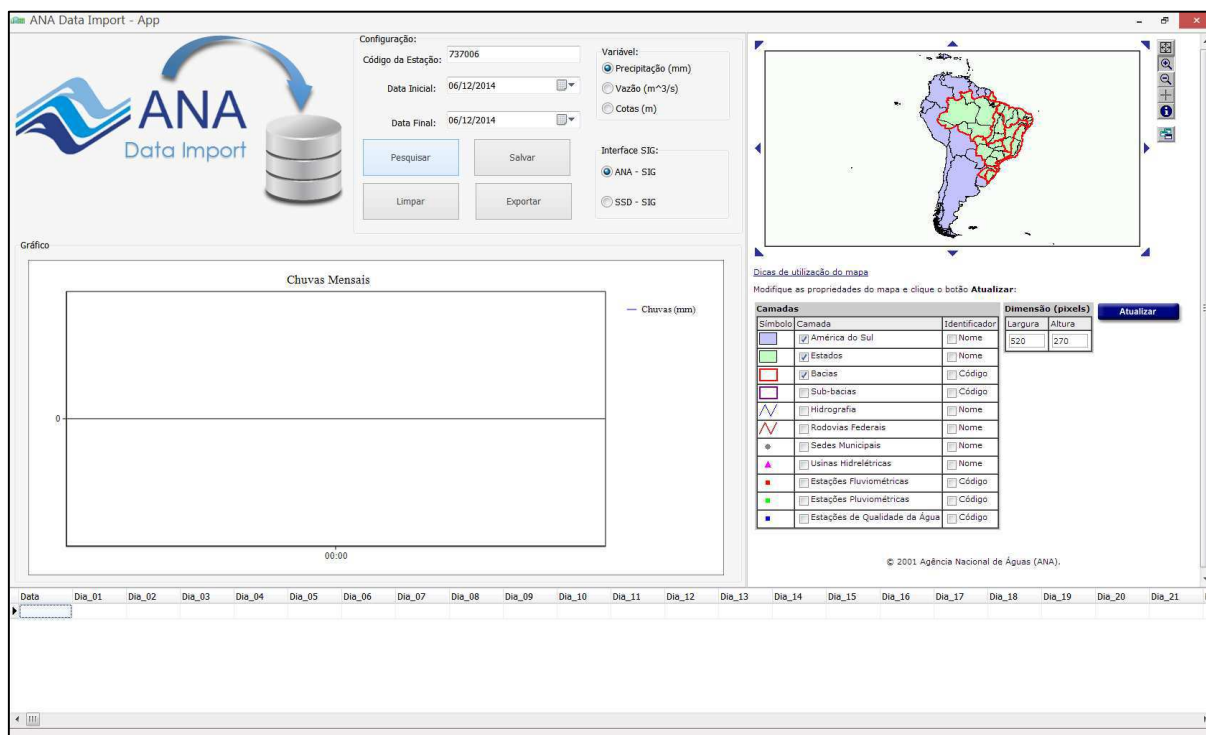 ANA Data Import - App
ANA
Data Import
Configuração:
Código da Estação: 737006
Data Inicial: 06/12/2014
Data Final: 06/12/2014
Pesquisar Salvar
Limpar Exportar
Variável:
Precipitação (mm)
Vazão (m^3/s)
Cotas (m)
Interface SIG:
ANA - SIG
SSD - SIG
Gráfico
Chuvas Mensais
Chuvas (mm)
0
00:00
Dicas de utilização do mapa
Modifique as propriedades do mapa e clique o botão Atualizar:
Camadas
Símbolo Camada Identificador
América do Sul Nome
Estados Nome
Bacias Código
Sub-bacias Código
Hidrografia Nome
Rodovias Federais Nome
Sedes Municipais Nome
Usinas Hidrelétricas Nome
Estações Fluviométricas Código
Estações Pluviométricas Código
Estações de Qualidade da Água Código
Dimensão (pixels)
Largura Altura
520 270
Atualizar
© 2001 Agência Nacional de Águas (ANA).
Data Dia_01 Dia_02 Dia_03 Dia_04 Dia_05 Dia_06 Dia_07 Dia_08 Dia_09 Dia_10 Dia_11 Dia_12 Dia_13 Dia_14 Dia_15 Dia_16 Dia_17 Dia_18 Dia_19 Dia_20 Dia_21